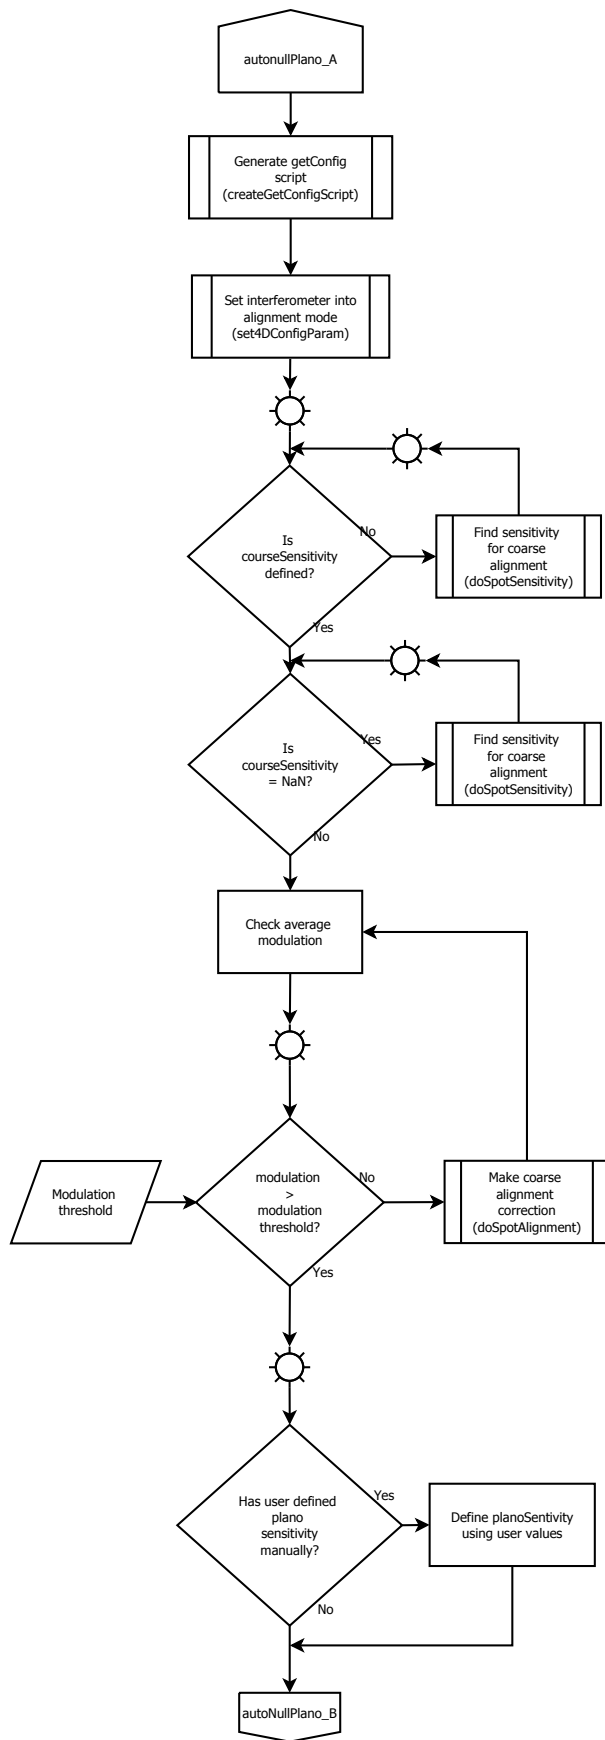 autonullPlano_A
Generate getConfig
script
(createGetConfigScript)
Set interferometer into
alignment mode
(set4DConfigParam)
Is
courseSensitivity
defined?
No
Find sensitivity
for coarse
alignment
(doSpotSensitivity)
Yes
Is
courseSensitivity
= NaN?
Yes
Find sensitivity
for coarse
alignment
(doSpotSensitivity)
No
Check average
modulation
Modulation
threshold
modulation
>
modulation
threshold?
No
Make coarse
alignment
correction
(doSpotAlignment)
Yes
Has user defined
plano
sensitivity
manually?
Yes
Define planoSentivity
using user values
No
autoNullPlano_B